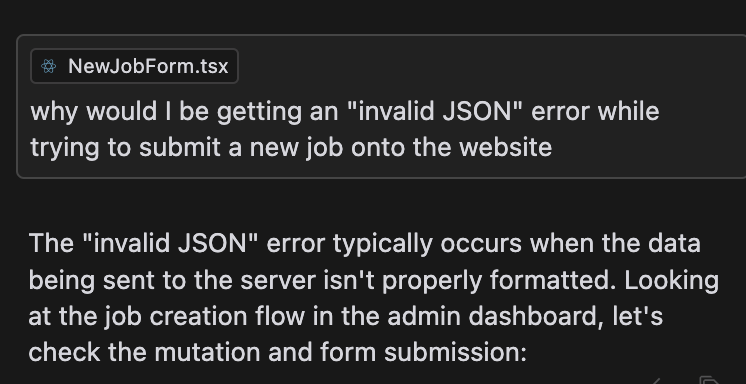 NewJobForm.tsx
why would I be getting an "invalid JSON" error while
trying to submit a new job onto the website
The "invalid JSON" error typically occurs when the data
being sent to the server isn't properly formatted. Looking
at the job creation flow in the admin dashboard, let's
check the mutation and form submission: